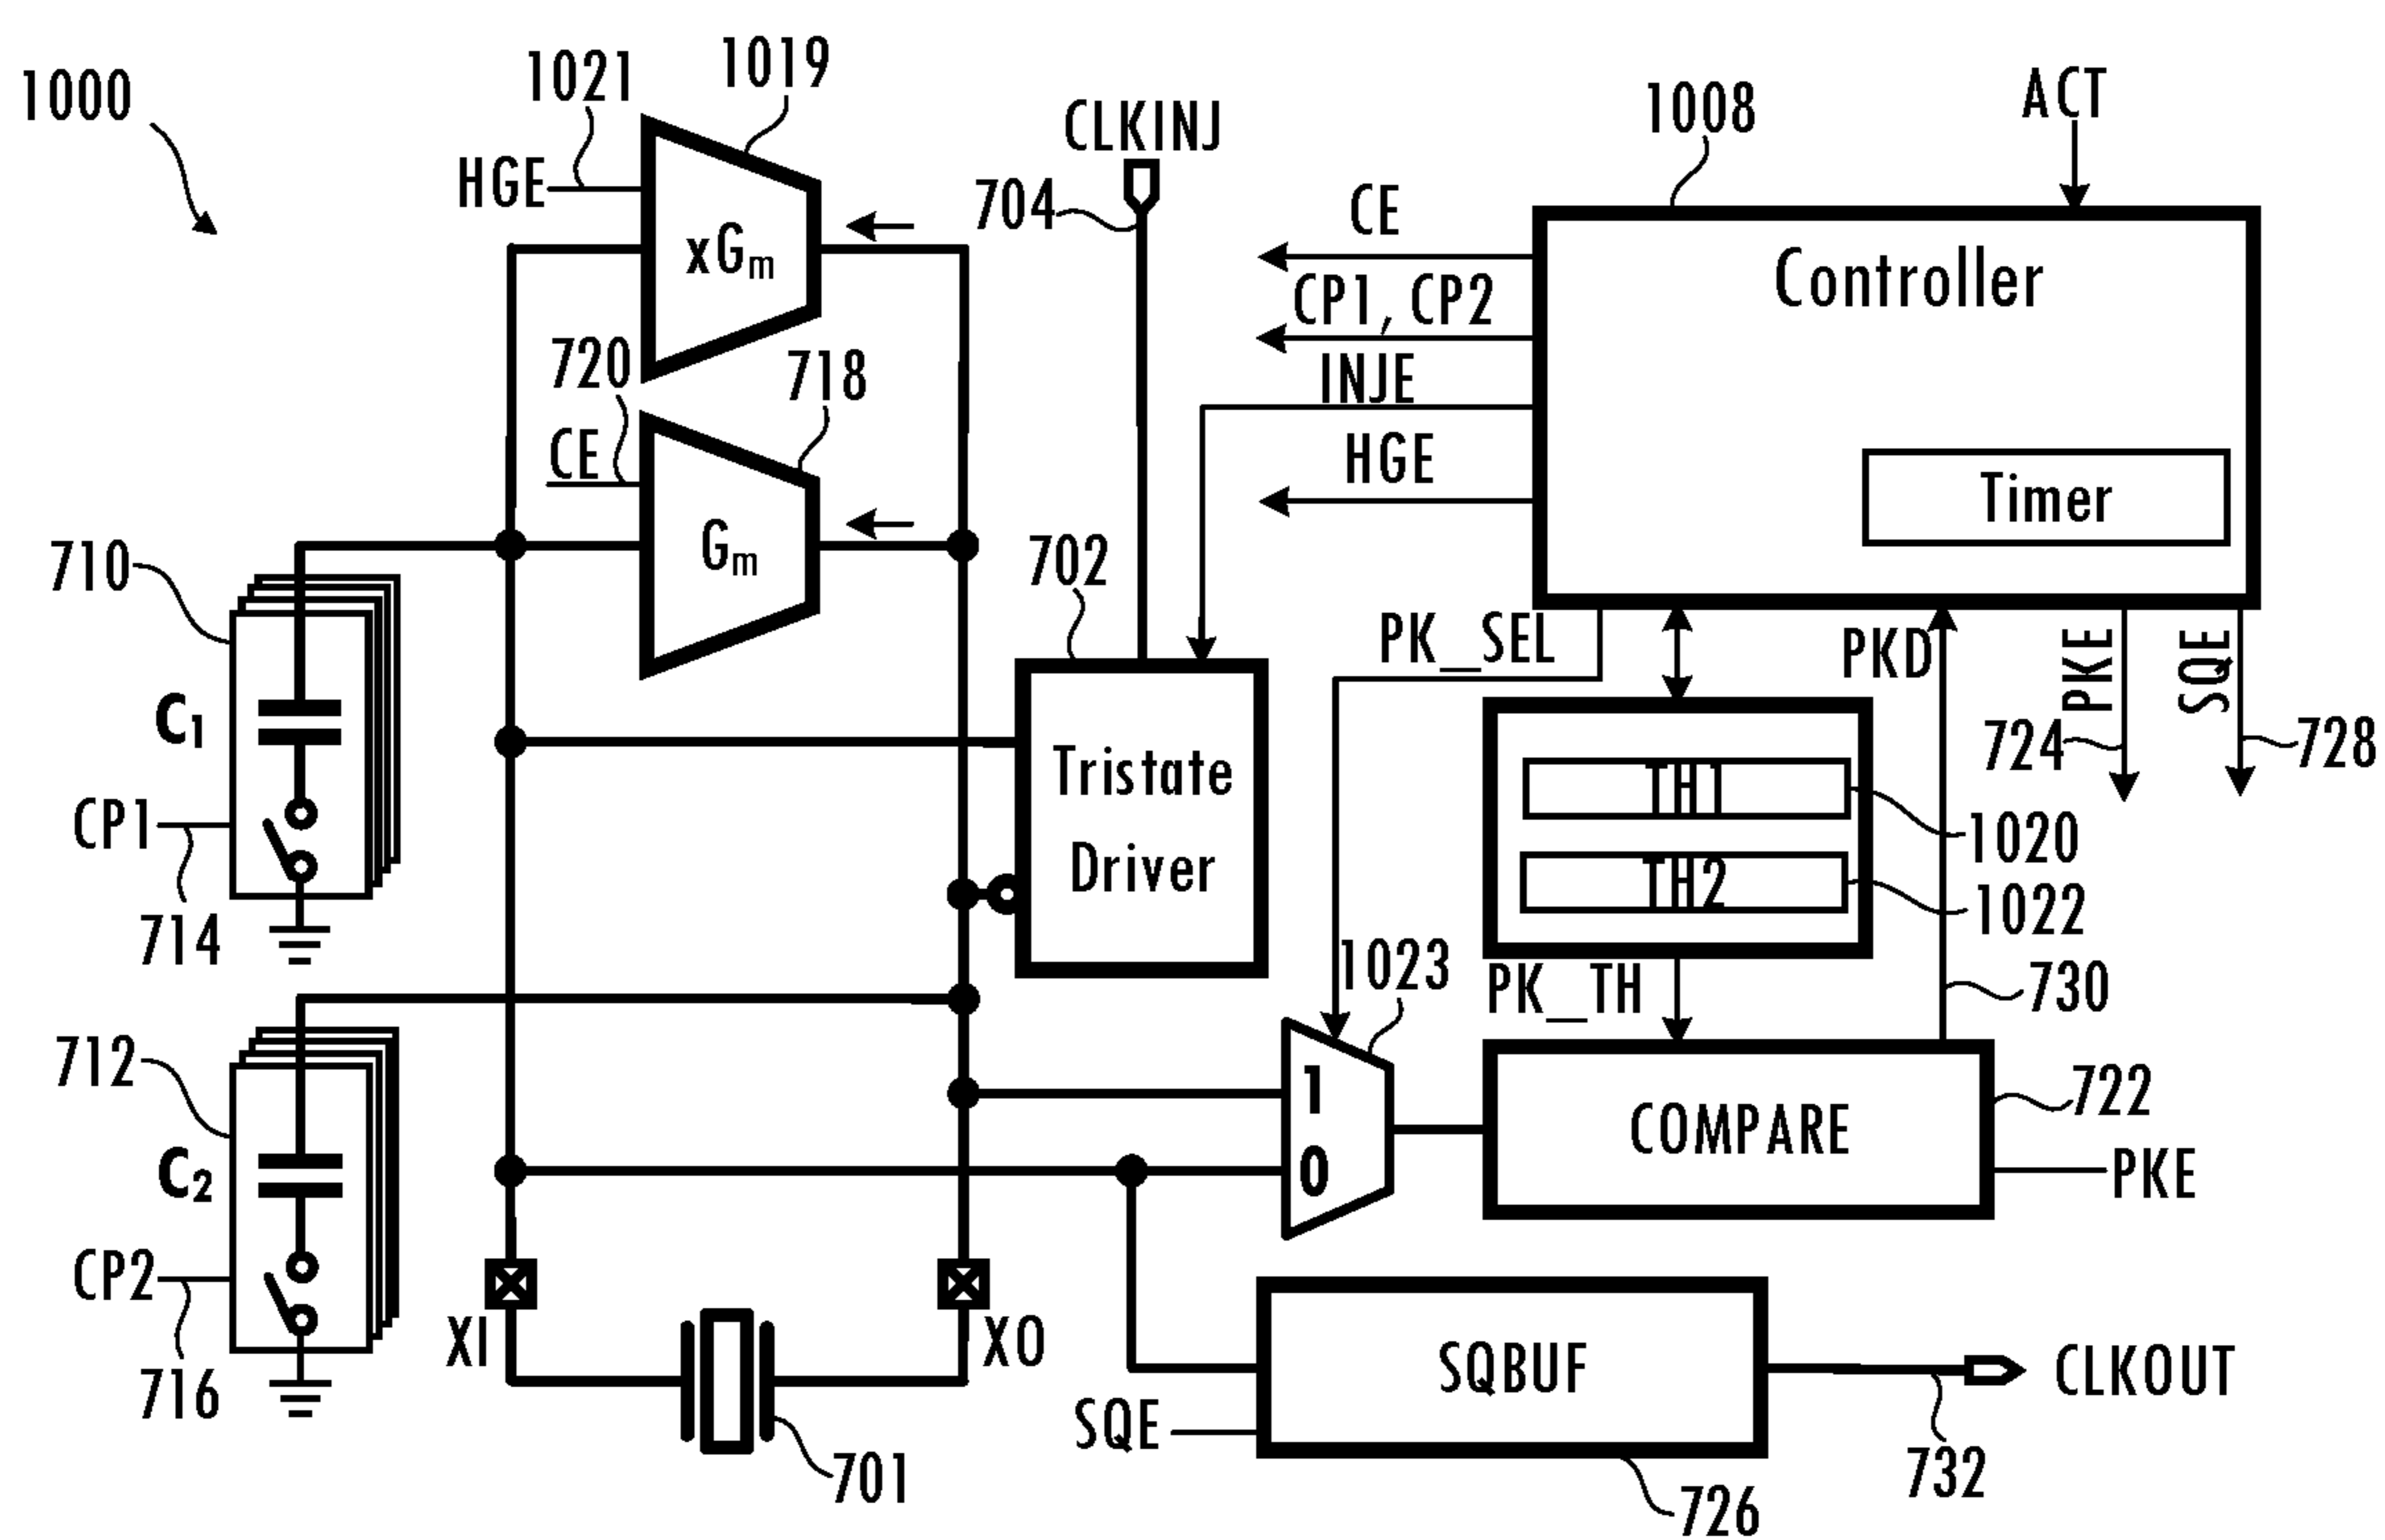 1000
1021
1019
HGE
xGm
720
718
CE
Gm
CLKINJ
704
1008
ACT
CE
CP1, CP2
INJE
HGE
Controller
Timer
710
C1
CP1
714
702
Tristate
Driver
PK_SEL
PKD
PKE
SQE
724
728
TH1
TH2
1020
1022
PK_TH
730
1023
712
C2
CP2
716
1
0
COMPARE
722
PKE
XI
XO
701
SQBUF
SQE
726
CLKOUT
732